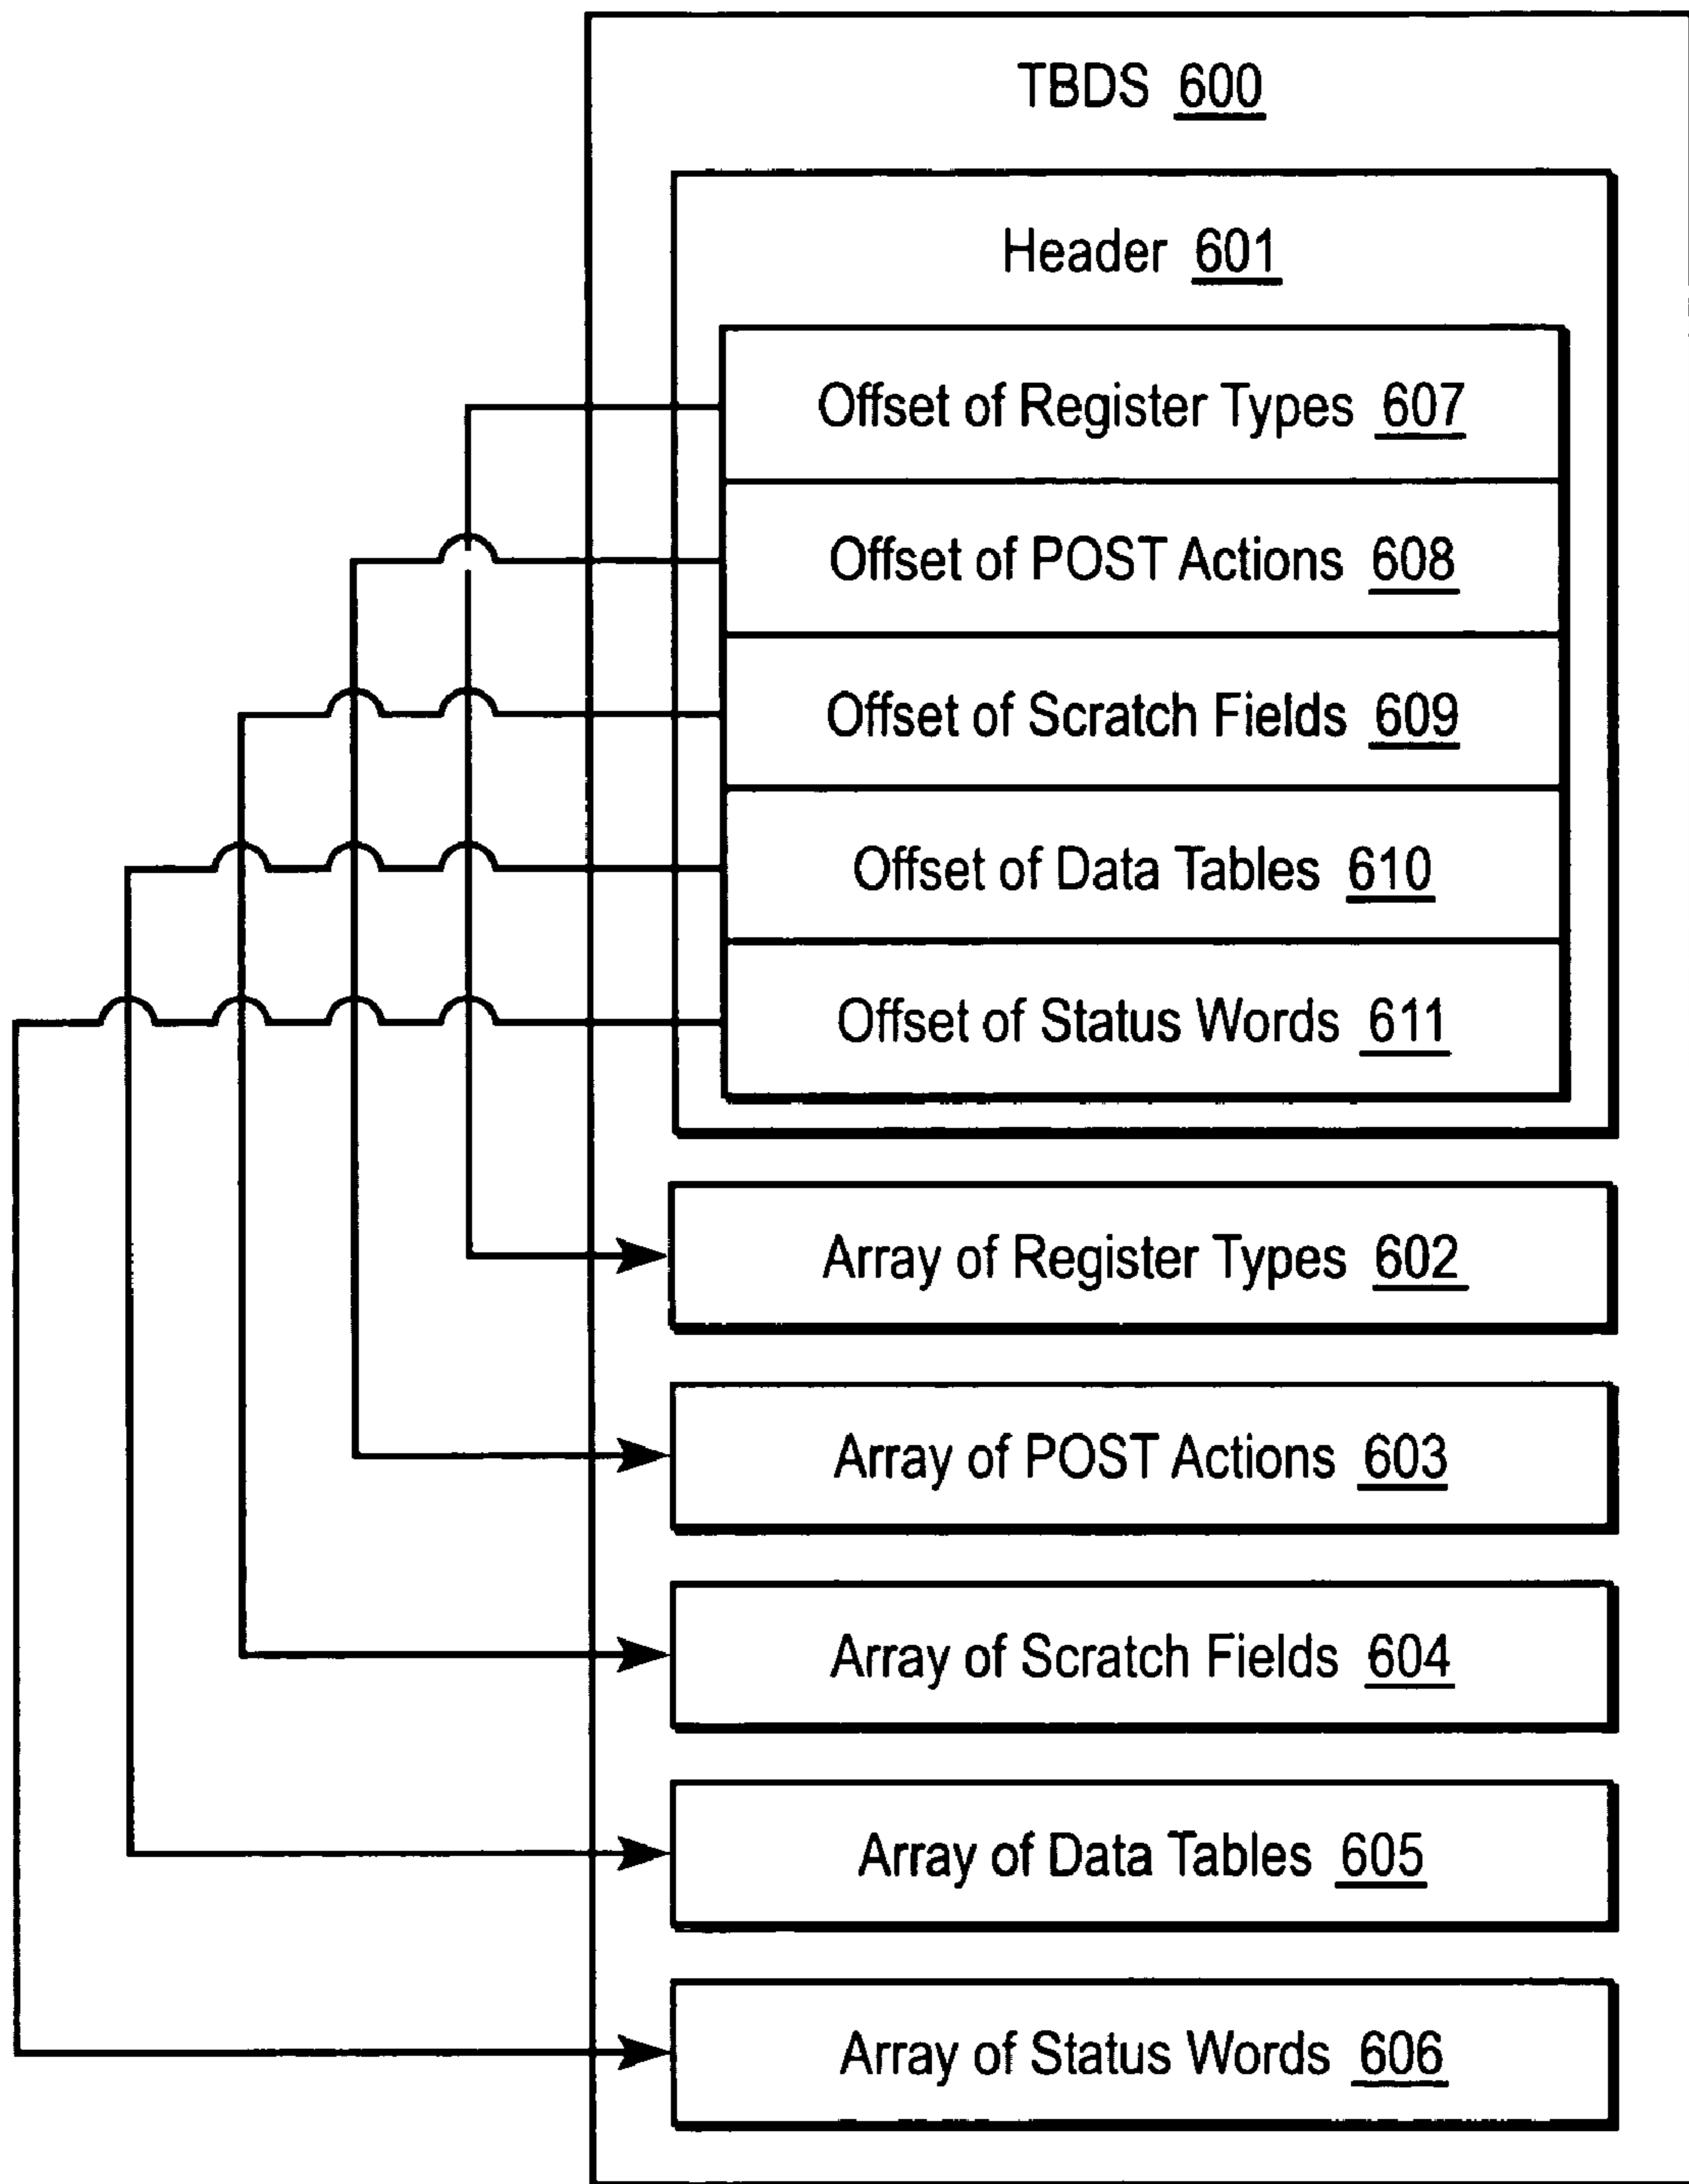 TBDS 600
Header 601
Offset of Register Types 607
Offset of POST Actions 608
Offset of Scratch Fields 609
Offset of Data Tables 610
Offset of Status Words 611
Array of Register Types 602
Array of POST Actions 603
Array of Scratch Fields 604
Array of Data Tables 605
Array of Status Words 606